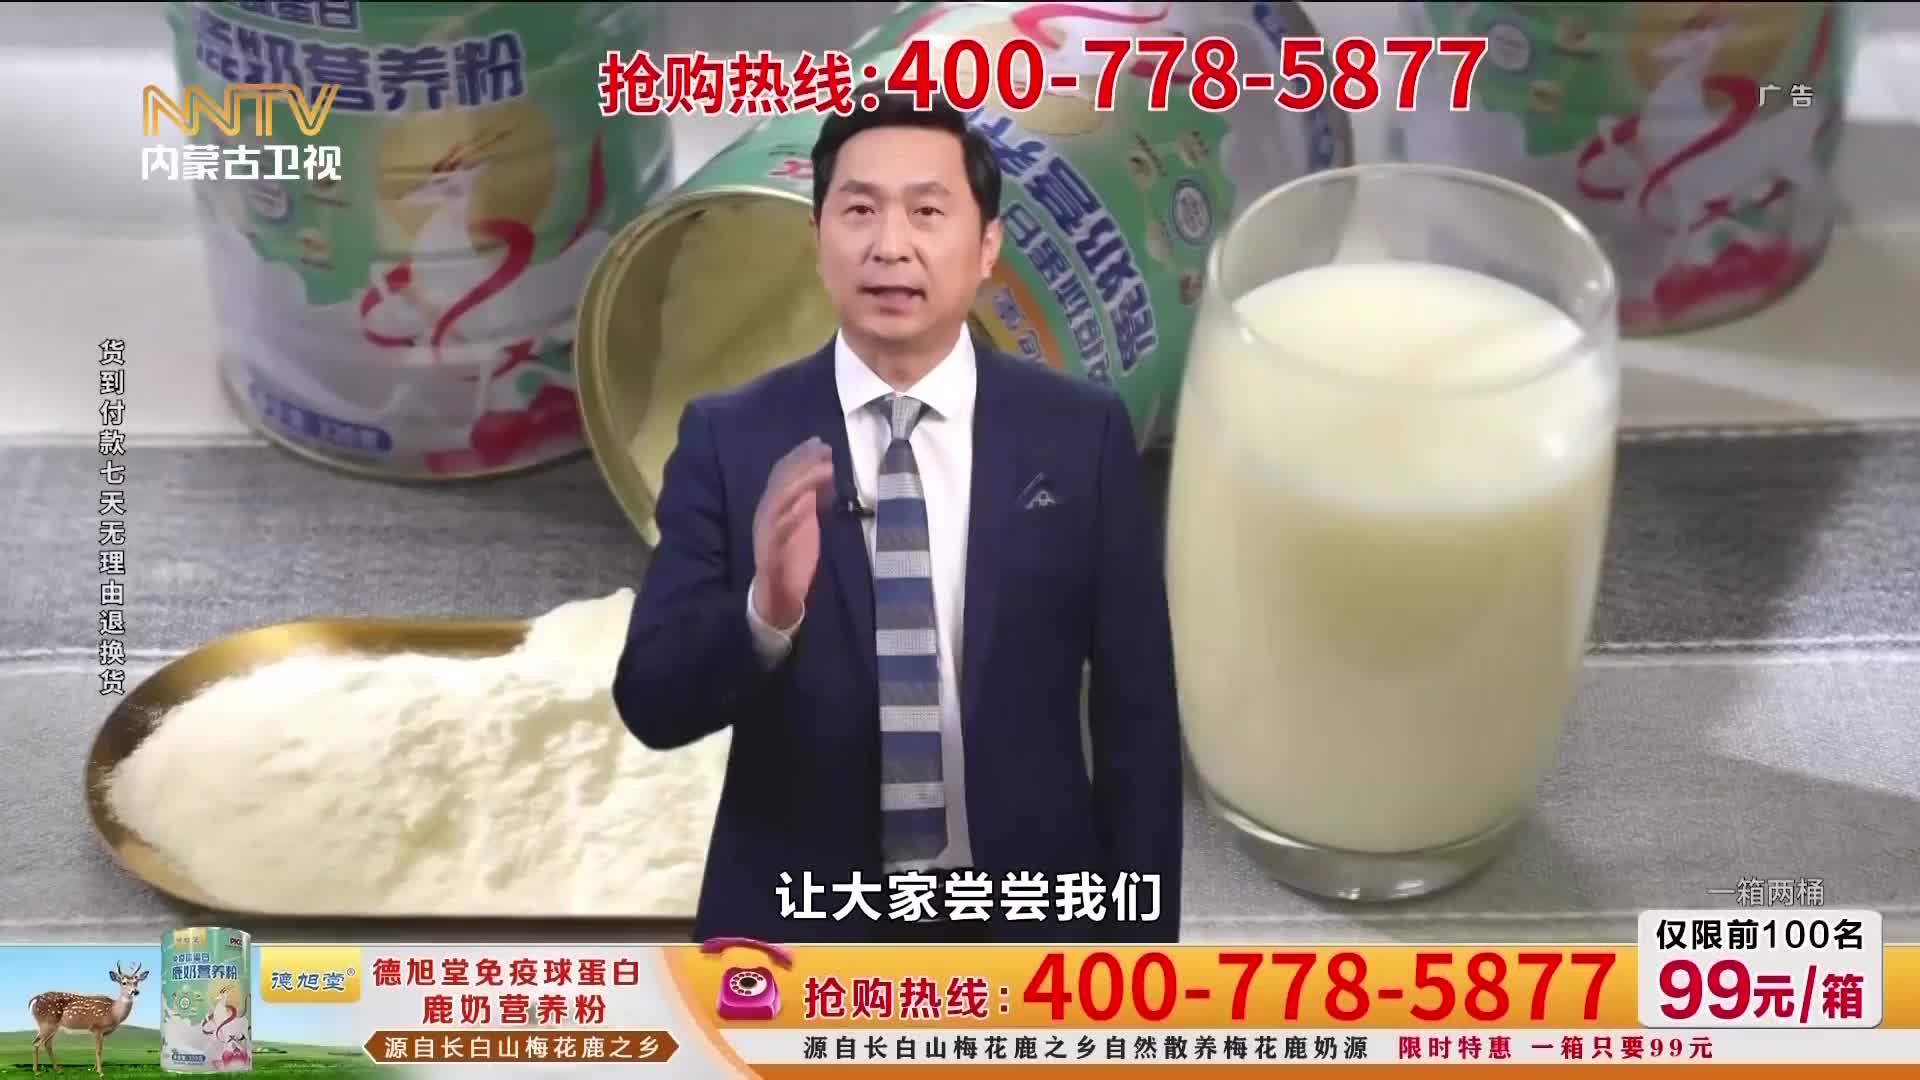 抢购热线:400-778-5877
广告
NNTV
内蒙古卫视
鹿奶营养粉
货到付款七天无理由退换货
让大家尝尝我们
一箱两桶
仅限前100名
99元/箱
德旭堂®
德旭堂免疫球蛋白
鹿奶营养粉
源自长白山梅花鹿之乡
抢购热线:400-778-5877
源自长白山梅花鹿之乡自然散养梅花鹿奶源 限时特惠 一箱只要99元